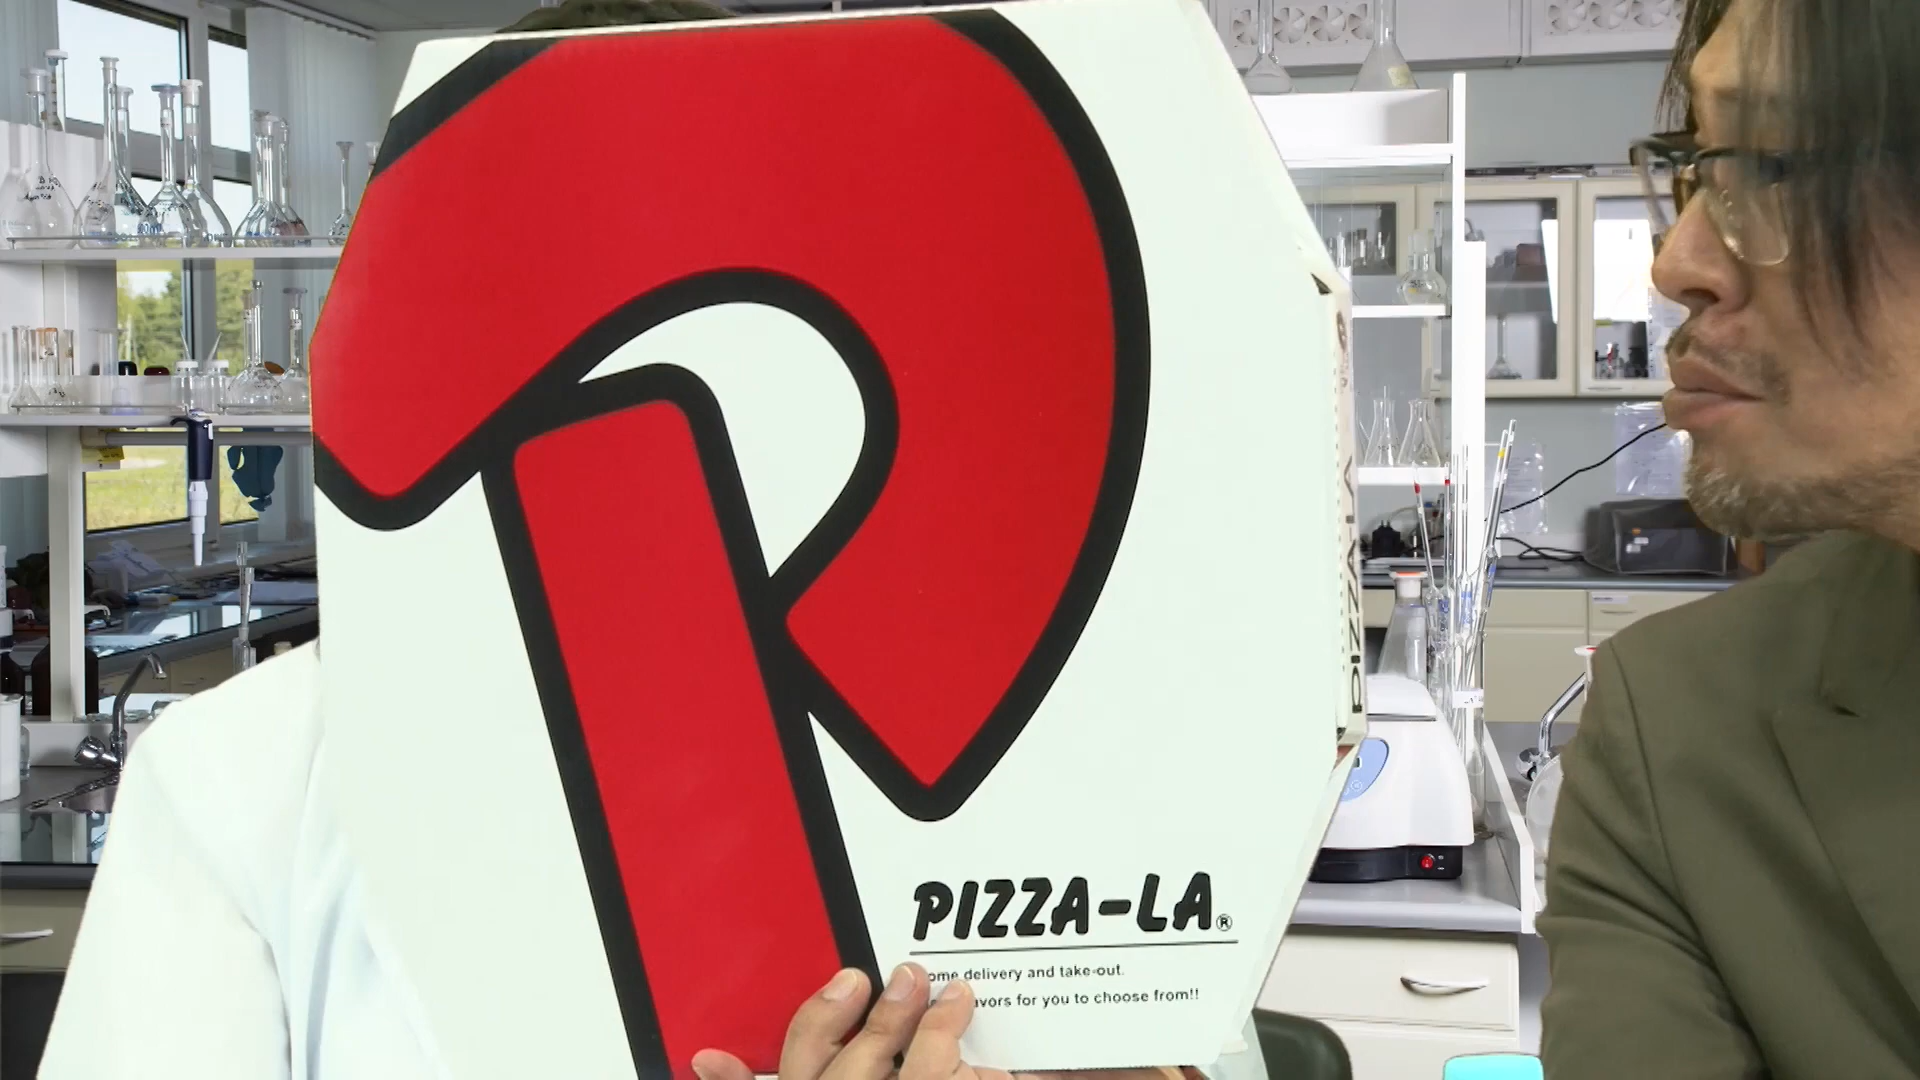 PIZZA-LA®
ome delivery and take-out.
avors for you to choose from!!
PIZZA-LA